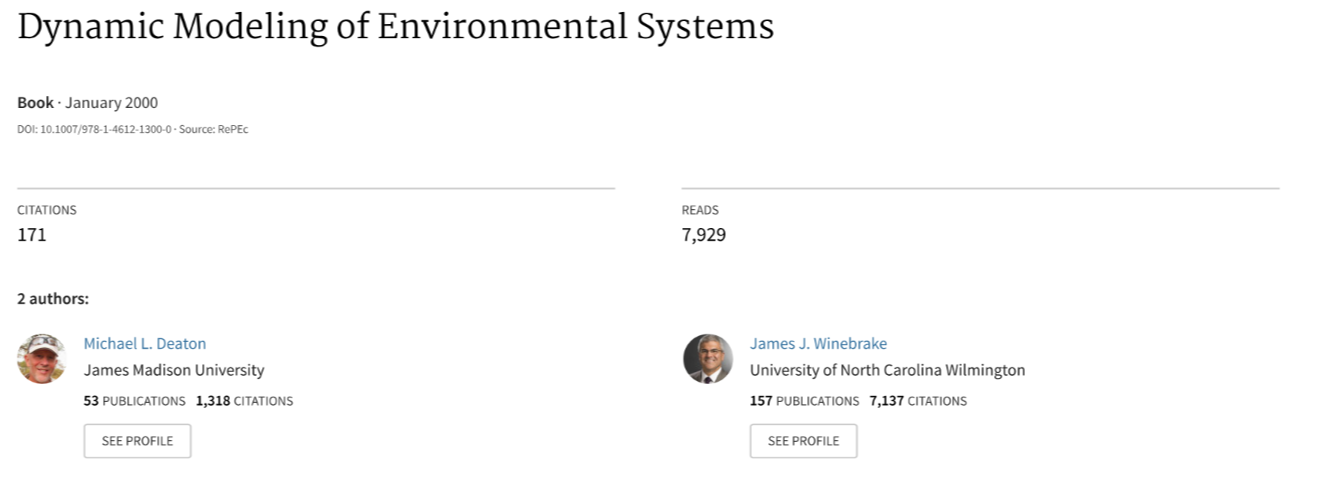 Dynamic Modeling of Environmental Systems
Book · January 2000
DOI: 10.1007/978-1-4612-1300-0 · Source: RePEc
CITATIONS
171
READS
7,929
2 authors:
Michael L. Deaton
James Madison University
53 PUBLICATIONS 1,318 CITATIONS
SEE PROFILE
James J. Winebrake
University of North Carolina Wilmington
157 PUBLICATIONS 7,137 CITATIONS
SEE PROFILE